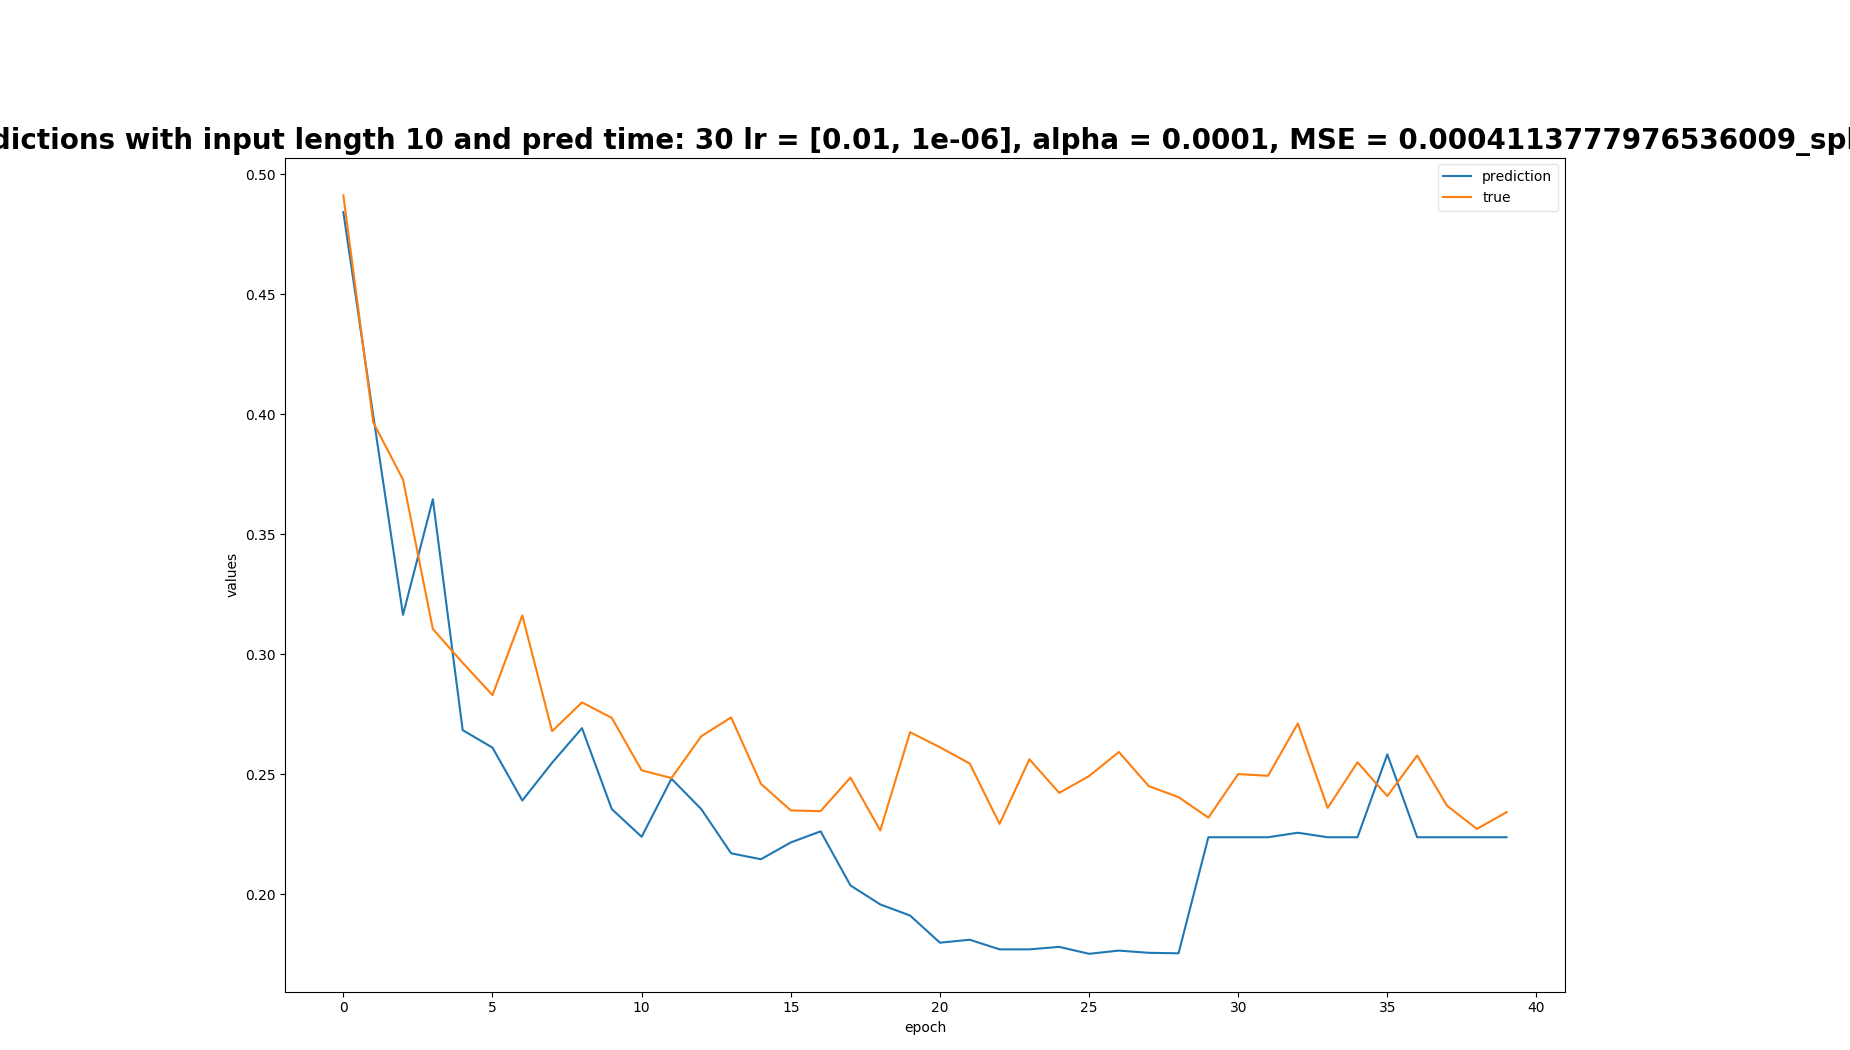 dictions with input length 10 and pred time: 30 lr = [0.01, 1e-06], alpha = 0.0001, MSE = 0.0004113777976536009_spl
prediction
true
0.50
0.45
0.40
0.35
0.30
0.25
0.20
values
0 5 10 15 20 25 30 35 40
epoch